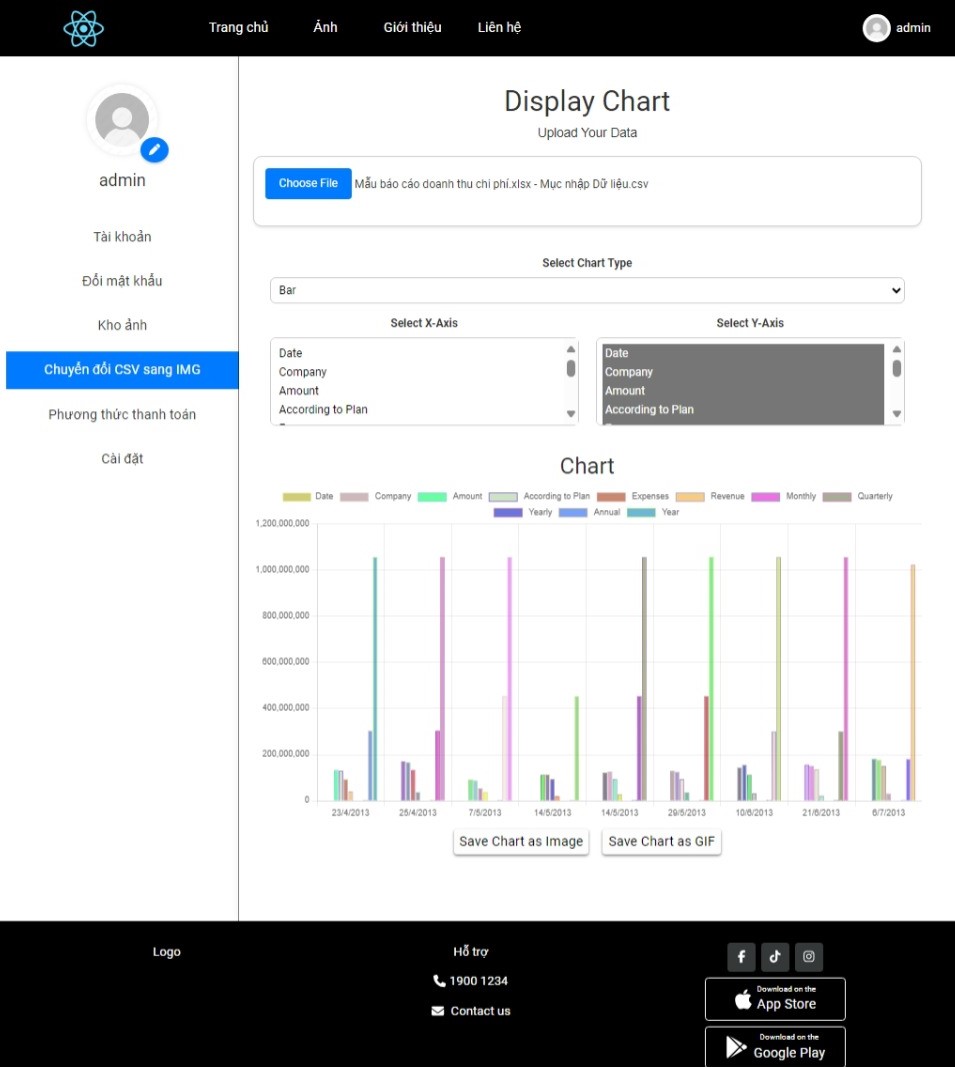 Trang chủ Ảnh Giới thiệu Liên hệ admin
Display Chart
Upload Your Data
Choose File Mẫu báo cáo doanh thu chi phí.xlsx - Mục nhập Dữ liệu.csv
admin
Tài khoản
Đổi mật khẩu
Kho ảnh
Chuyển đổi CSV sang IMG
Phương thức thanh toán
Cài đặt
Select Chart Type
Bar
Select X-Axis
Date
Company
Amount
According to Plan
Select Y-Axis
Date
Company
Amount
According to Plan
Chart
Date Company Amount According to Plan Expenses Revenue Monthly Quarterly
Yearly Annual Year
1,200,000,000
1,000,000,000
800,000,000
600,000,000
400,000,000
200,000,000
0
23/4/2013 25/4/2013 7/5/2013 14/5/2013 14/5/2013 29/5/2013 10/6/2013 21/6/2013 6/7/2013
Save Chart as Image Save Chart as GIF
Logo
Hỗ trợ
1900 1234
Contact us
Download on the
App Store
Download on the
Google Play